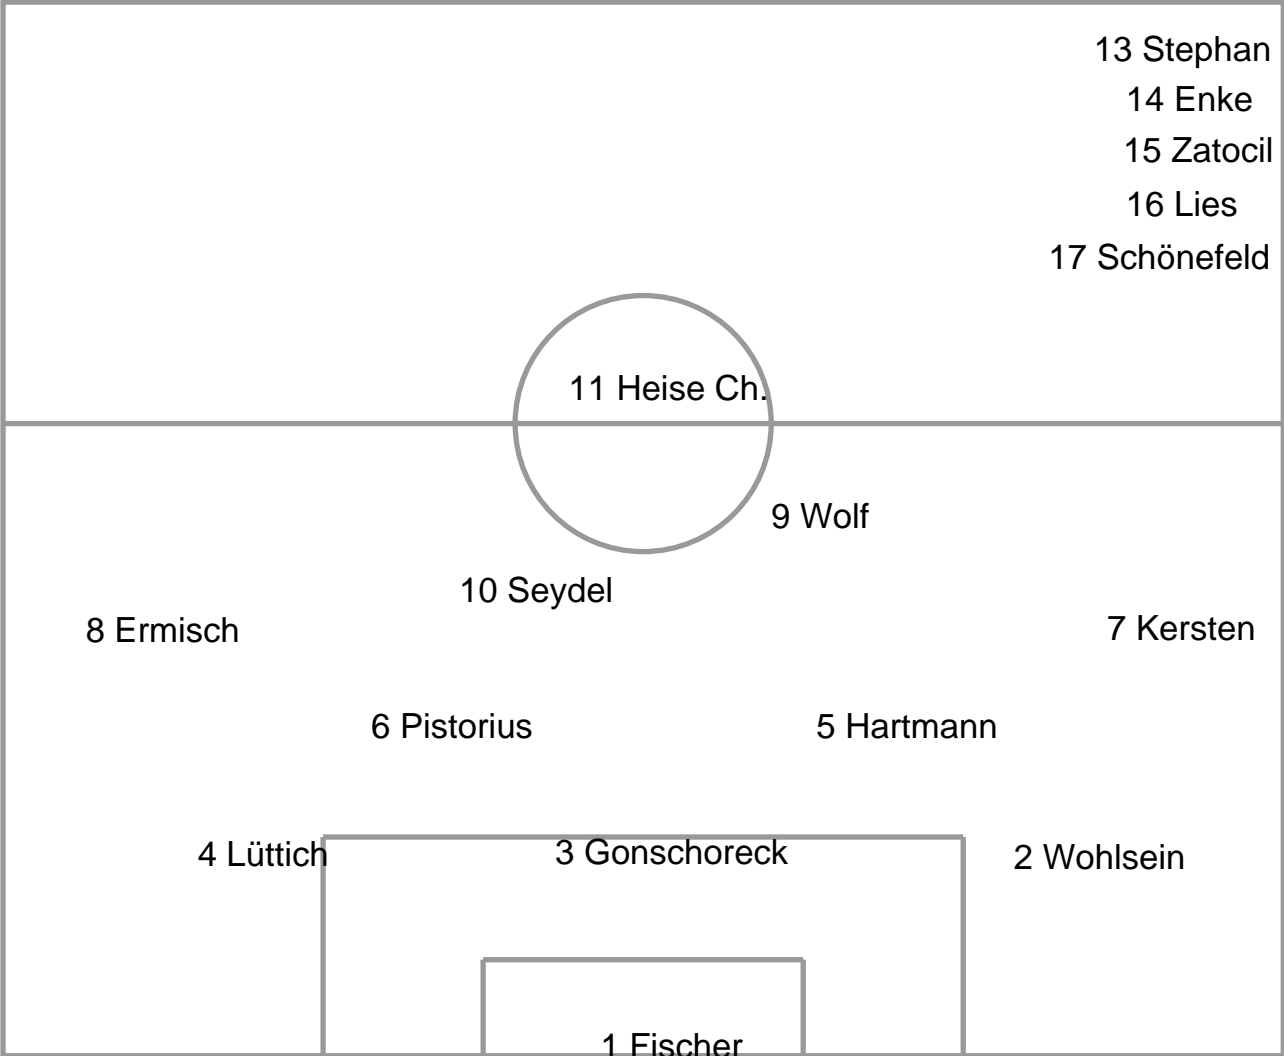 13 Stephan
14 Enke
15 Zatocil
16 Lies
17 Schönefeld
11 Heise Ch.
9 Wolf
10 Seydel
8 Ermisch
7 Kersten
6 Pistorius
5 Hartmann
4 Lüttich
3 Gonschoreck
2 Wohlsein
1 Fischer